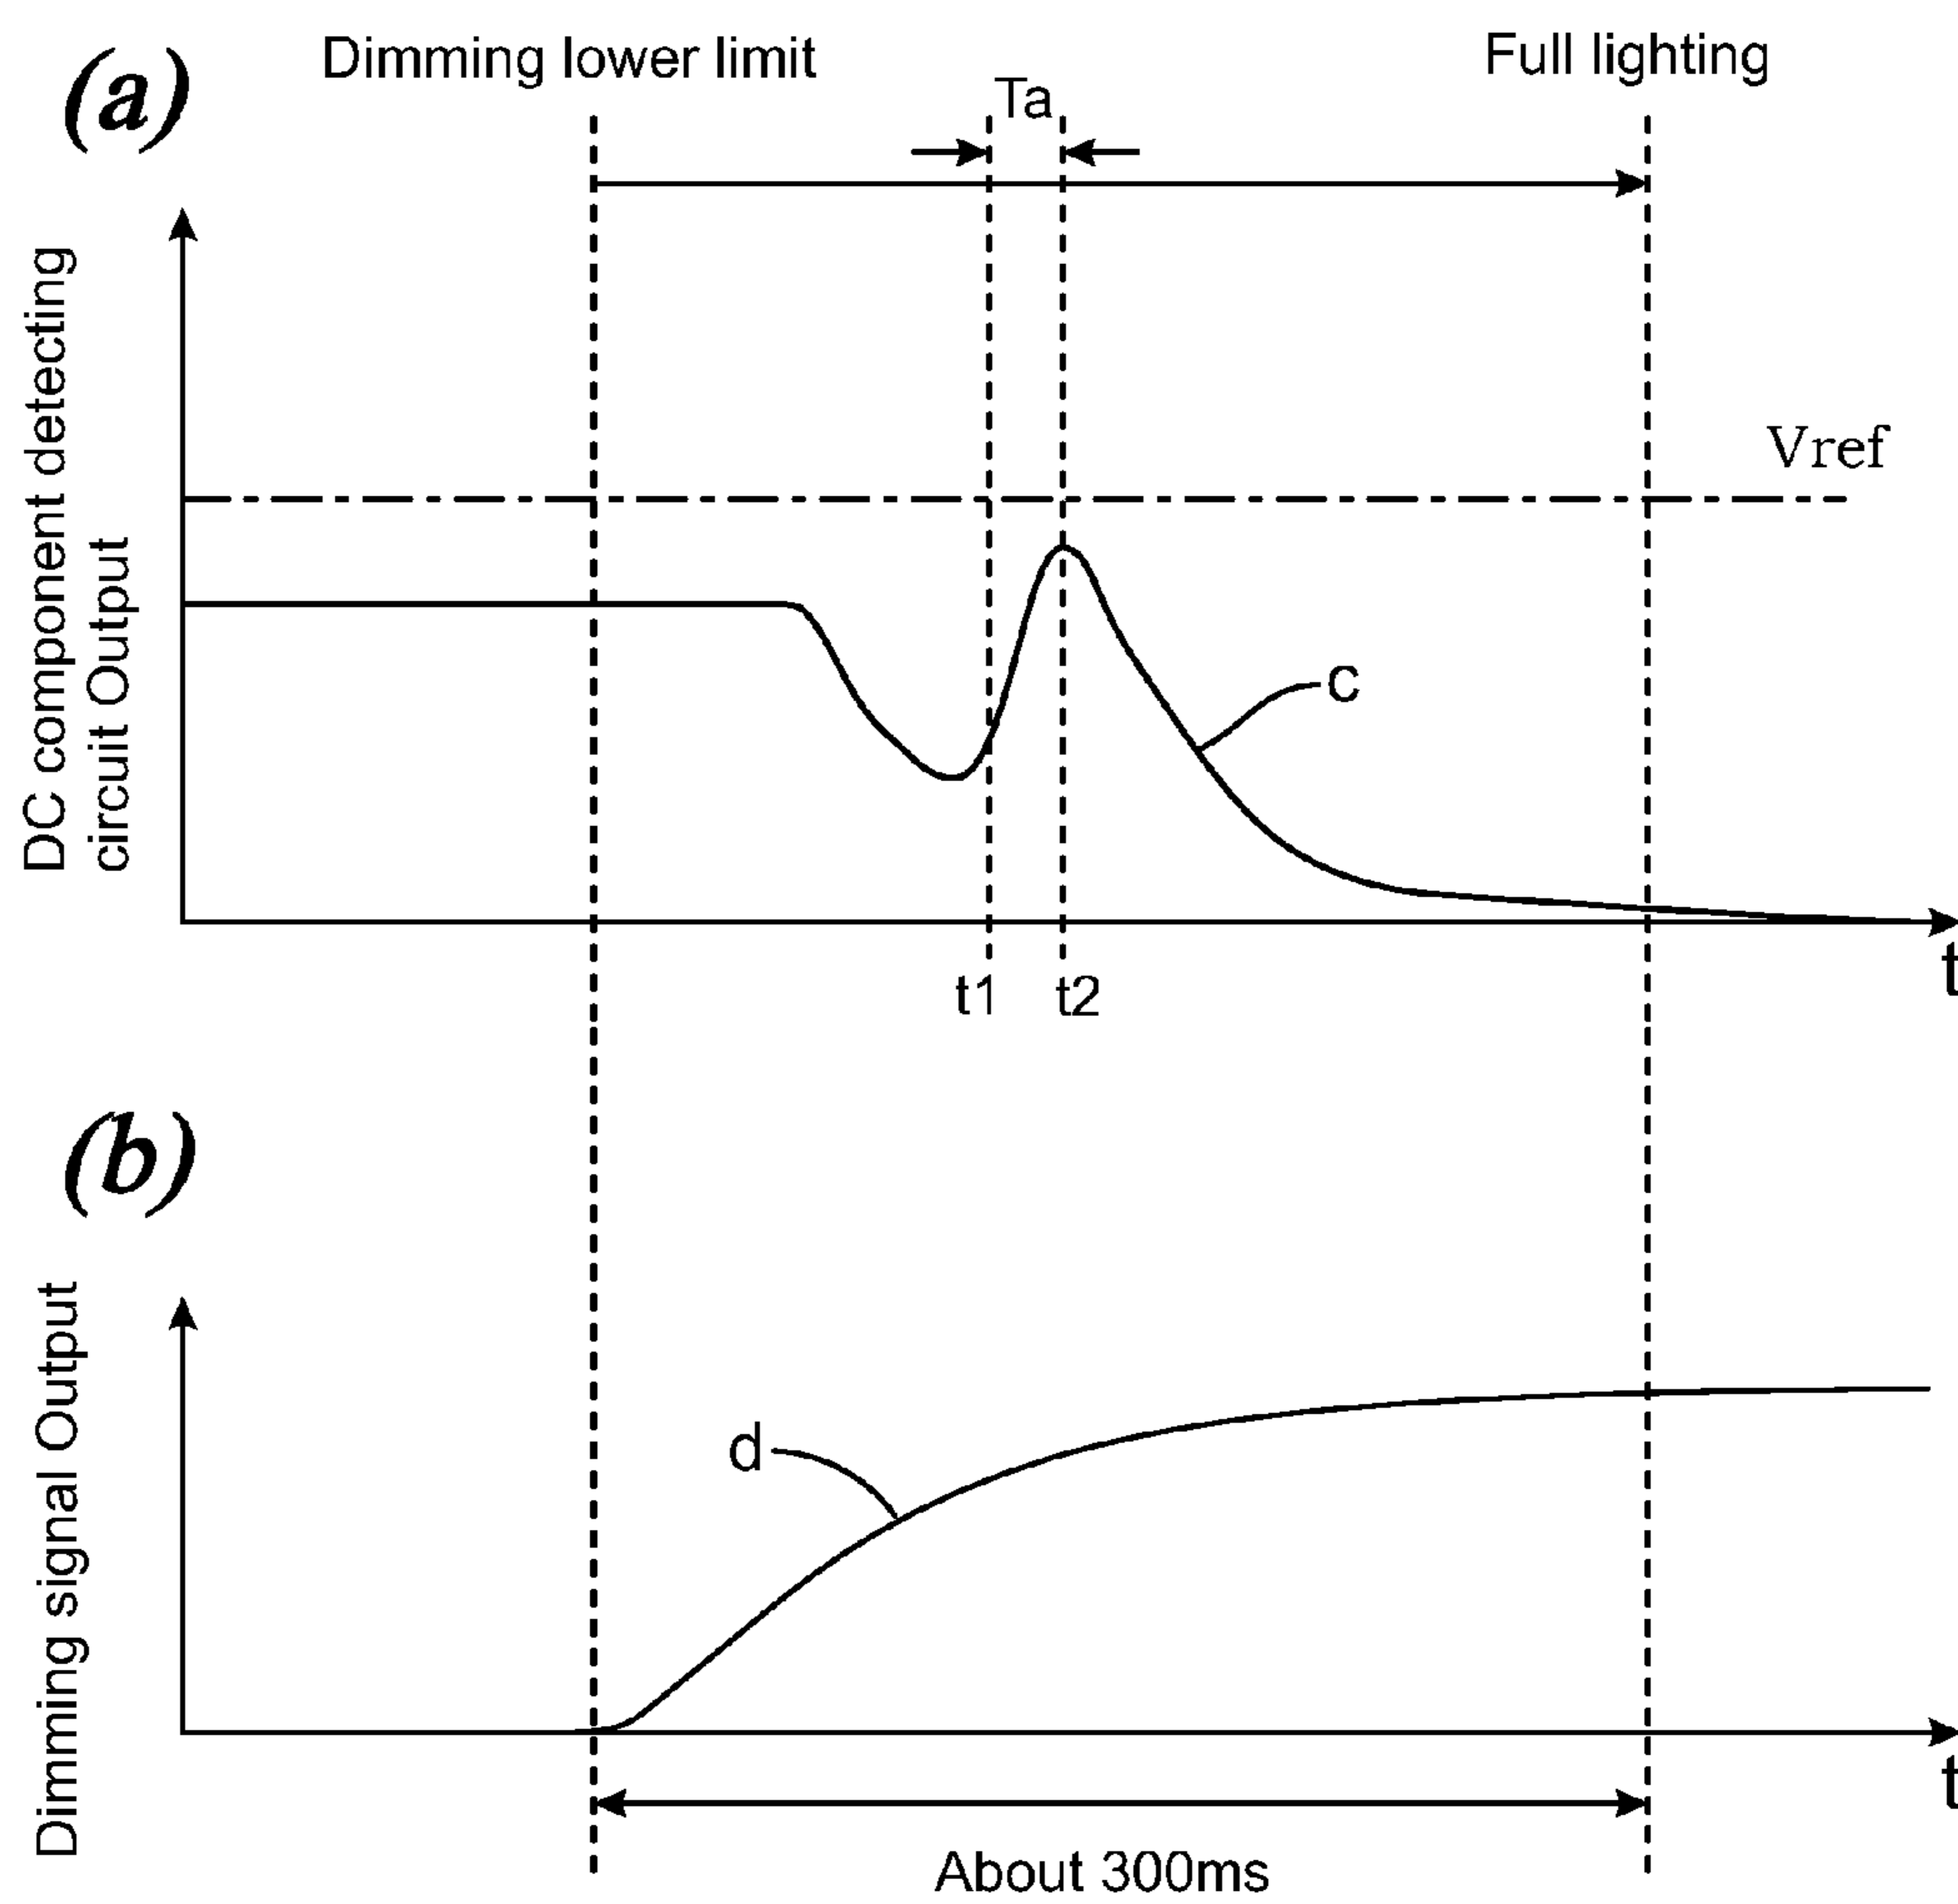 (a)
Dimming lower limit
Full lighting
Ta
DC component detecting
circuit Output
Vref
c
t
t1
t2
(b)
Dimming signal Output
d
t
About 300ms